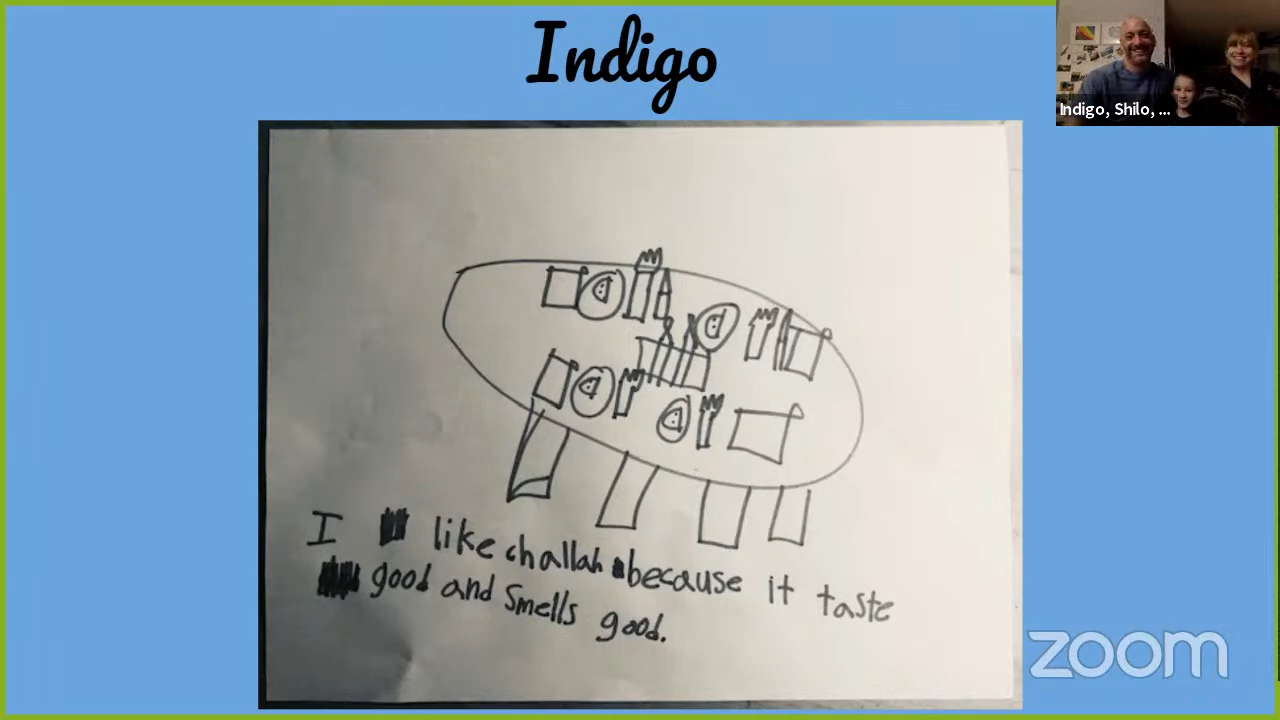 Indigo
Indigo, Shilo, ...
I like challah because it taste
good and smells good.
zoom